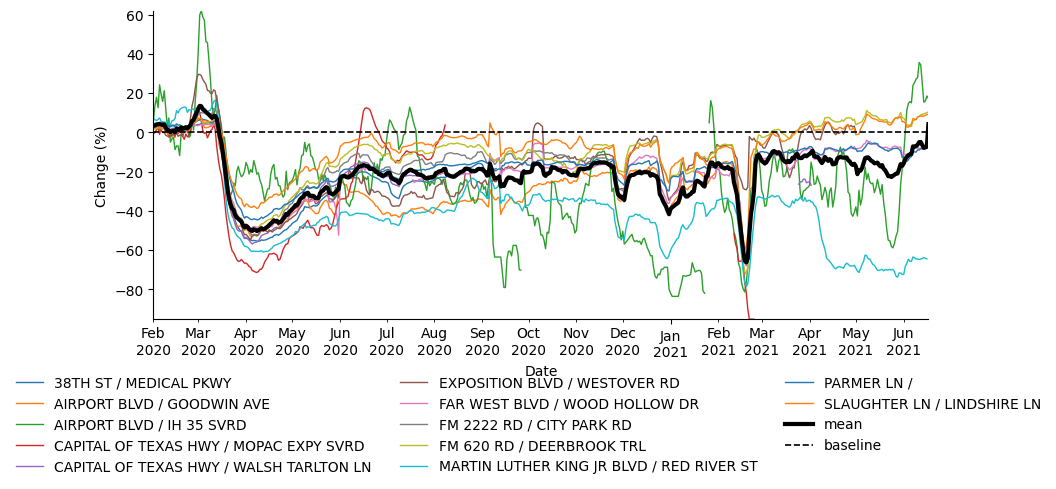 60
40
20
0
−20
−40
−60
−80
Change (%)
Feb Mar Apr May Jun Jul Aug Sep Oct Nov Dec Jan Feb Mar Apr May Jun
2020 2020 2020 2020 2020 2020 2020 2020 2020 2020 2020 2021 2021 2021 2021 2021 2021
Date
38TH ST / MEDICAL PKWY
AIRPORT BLVD / GOODWIN AVE
AIRPORT BLVD / IH 35 SVRD
CAPITAL OF TEXAS HWY / MOPAC EXPY SVRD
CAPITAL OF TEXAS HWY / WALSH TARLTON LN
EXPOSITION BLVD / WESTOVER RD
FAR WEST BLVD / WOOD HOLLOW DR
FM 2222 RD / CITY PARK RD
FM 620 RD / DEERBROOK TRL
MARTIN LUTHER KING JR BLVD / RED RIVER ST
PARMER LN /
SLAUGHTER LN / LINDSHIRE LN
mean
baseline